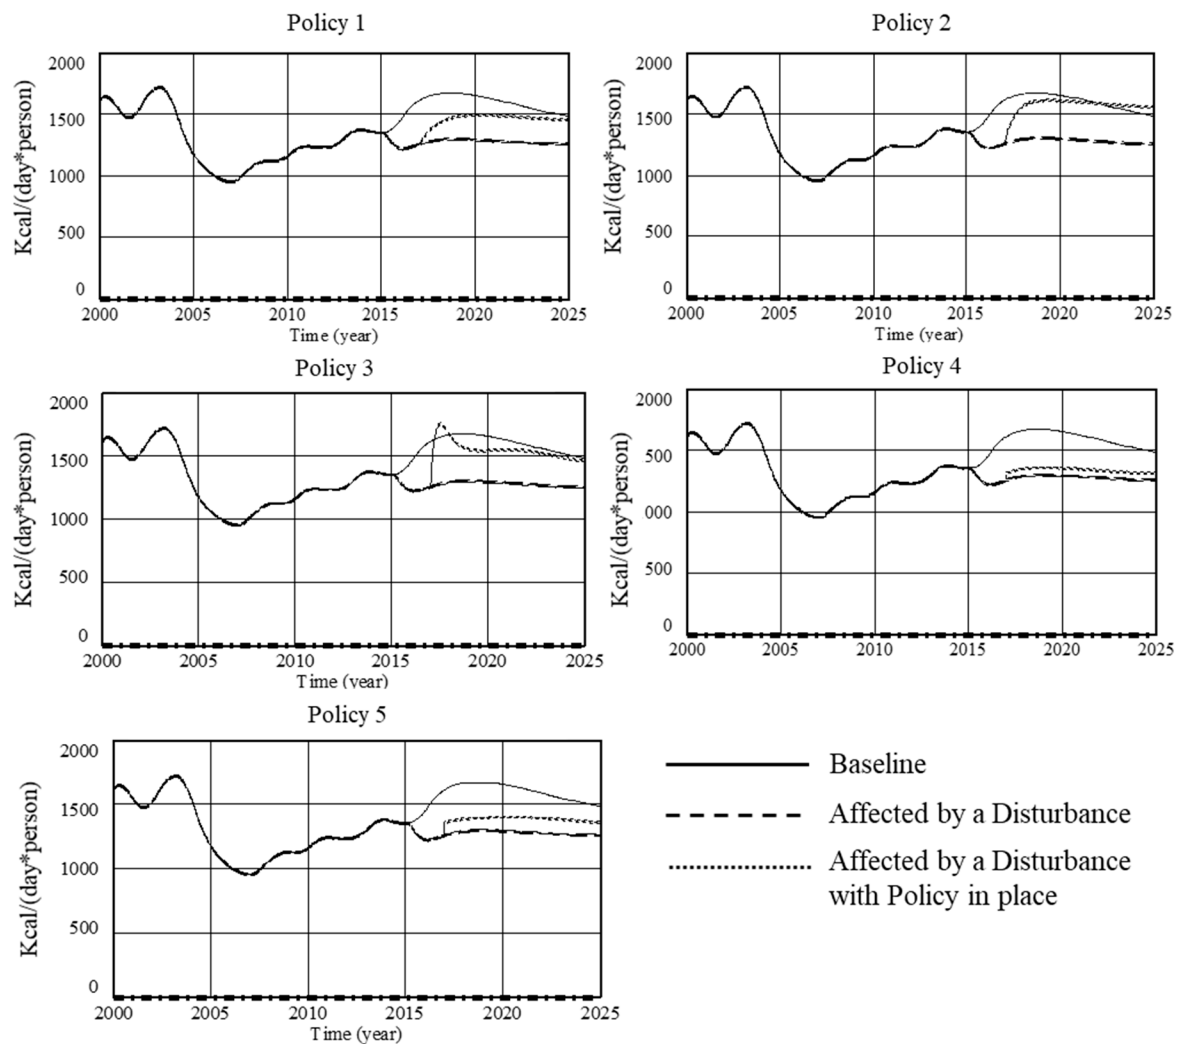 Policy 1
2000
1500
1000
500
0
Kcal/(day*person)
2000 2005 2010 2015 2020 2025
Time (year)
Policy 2
2000
1500
1000
500
0
Kcal/(day*person)
2000 2005 2010 2015 2020 2025
Time (year)
Policy 3
2000
1500
1000
500
0
Kcal/(day*person)
2000 2005 2010 2015 2020 2025
Time (year)
Policy 4
2000
500
000
500
0
Kcal/(day*person)
2000 2005 2010 2015 2020 2025
Time (year)
Policy 5
2000
1500
1000
500
0
Kcal/(day*person)
2000 2005 2010 2015 2020 2025
Time (year)
Baseline
Affected by a Disturbance
Affected by a Disturbance
with Policy in place